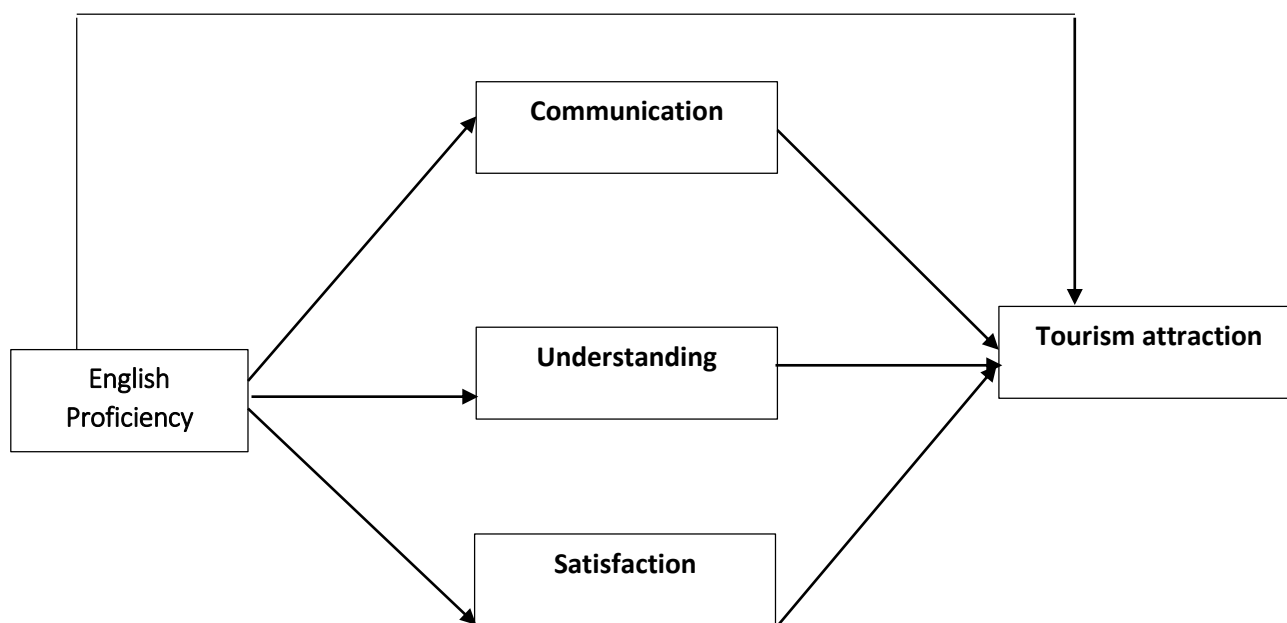 Communication
Tourism attraction
Understanding
English
Proficiency
Satisfaction